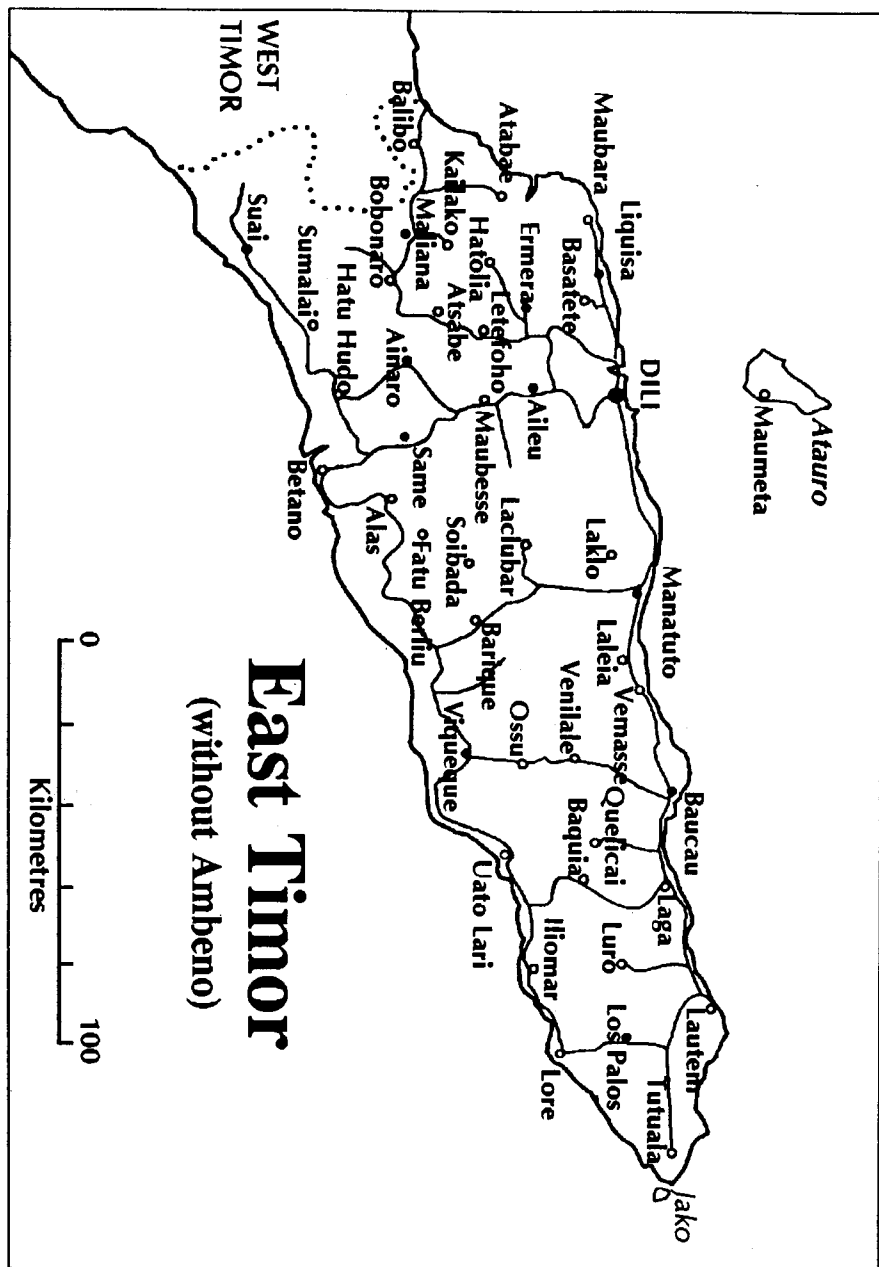 Atauro
Maumeta
Jako
Lautem
Baucau
Manatuto
Tutuala
Laga
DILI
Vemasse
Laleia
Liquisa
Maubara
Quelicai
Los Palos
Luro
Laklo
Basatete
Baquia
Venilale
Aileu
Ermera
Atabae
Lore
Iliomar
Ossu
Laclubar
Letefoho
Hatolia
Maubesse
Barique
Uato Lari
Soibada
Atsabe
Kailako
Viqueque
Fatu Berliu
Same
Maliana
Balibo
Ainaro
Bobonaro
Alas
Hatu Hudo
Sumalai
Betano
Suai
WEST
TIMOR
East Timor
(without Ambeno)
0
100
Kilometres